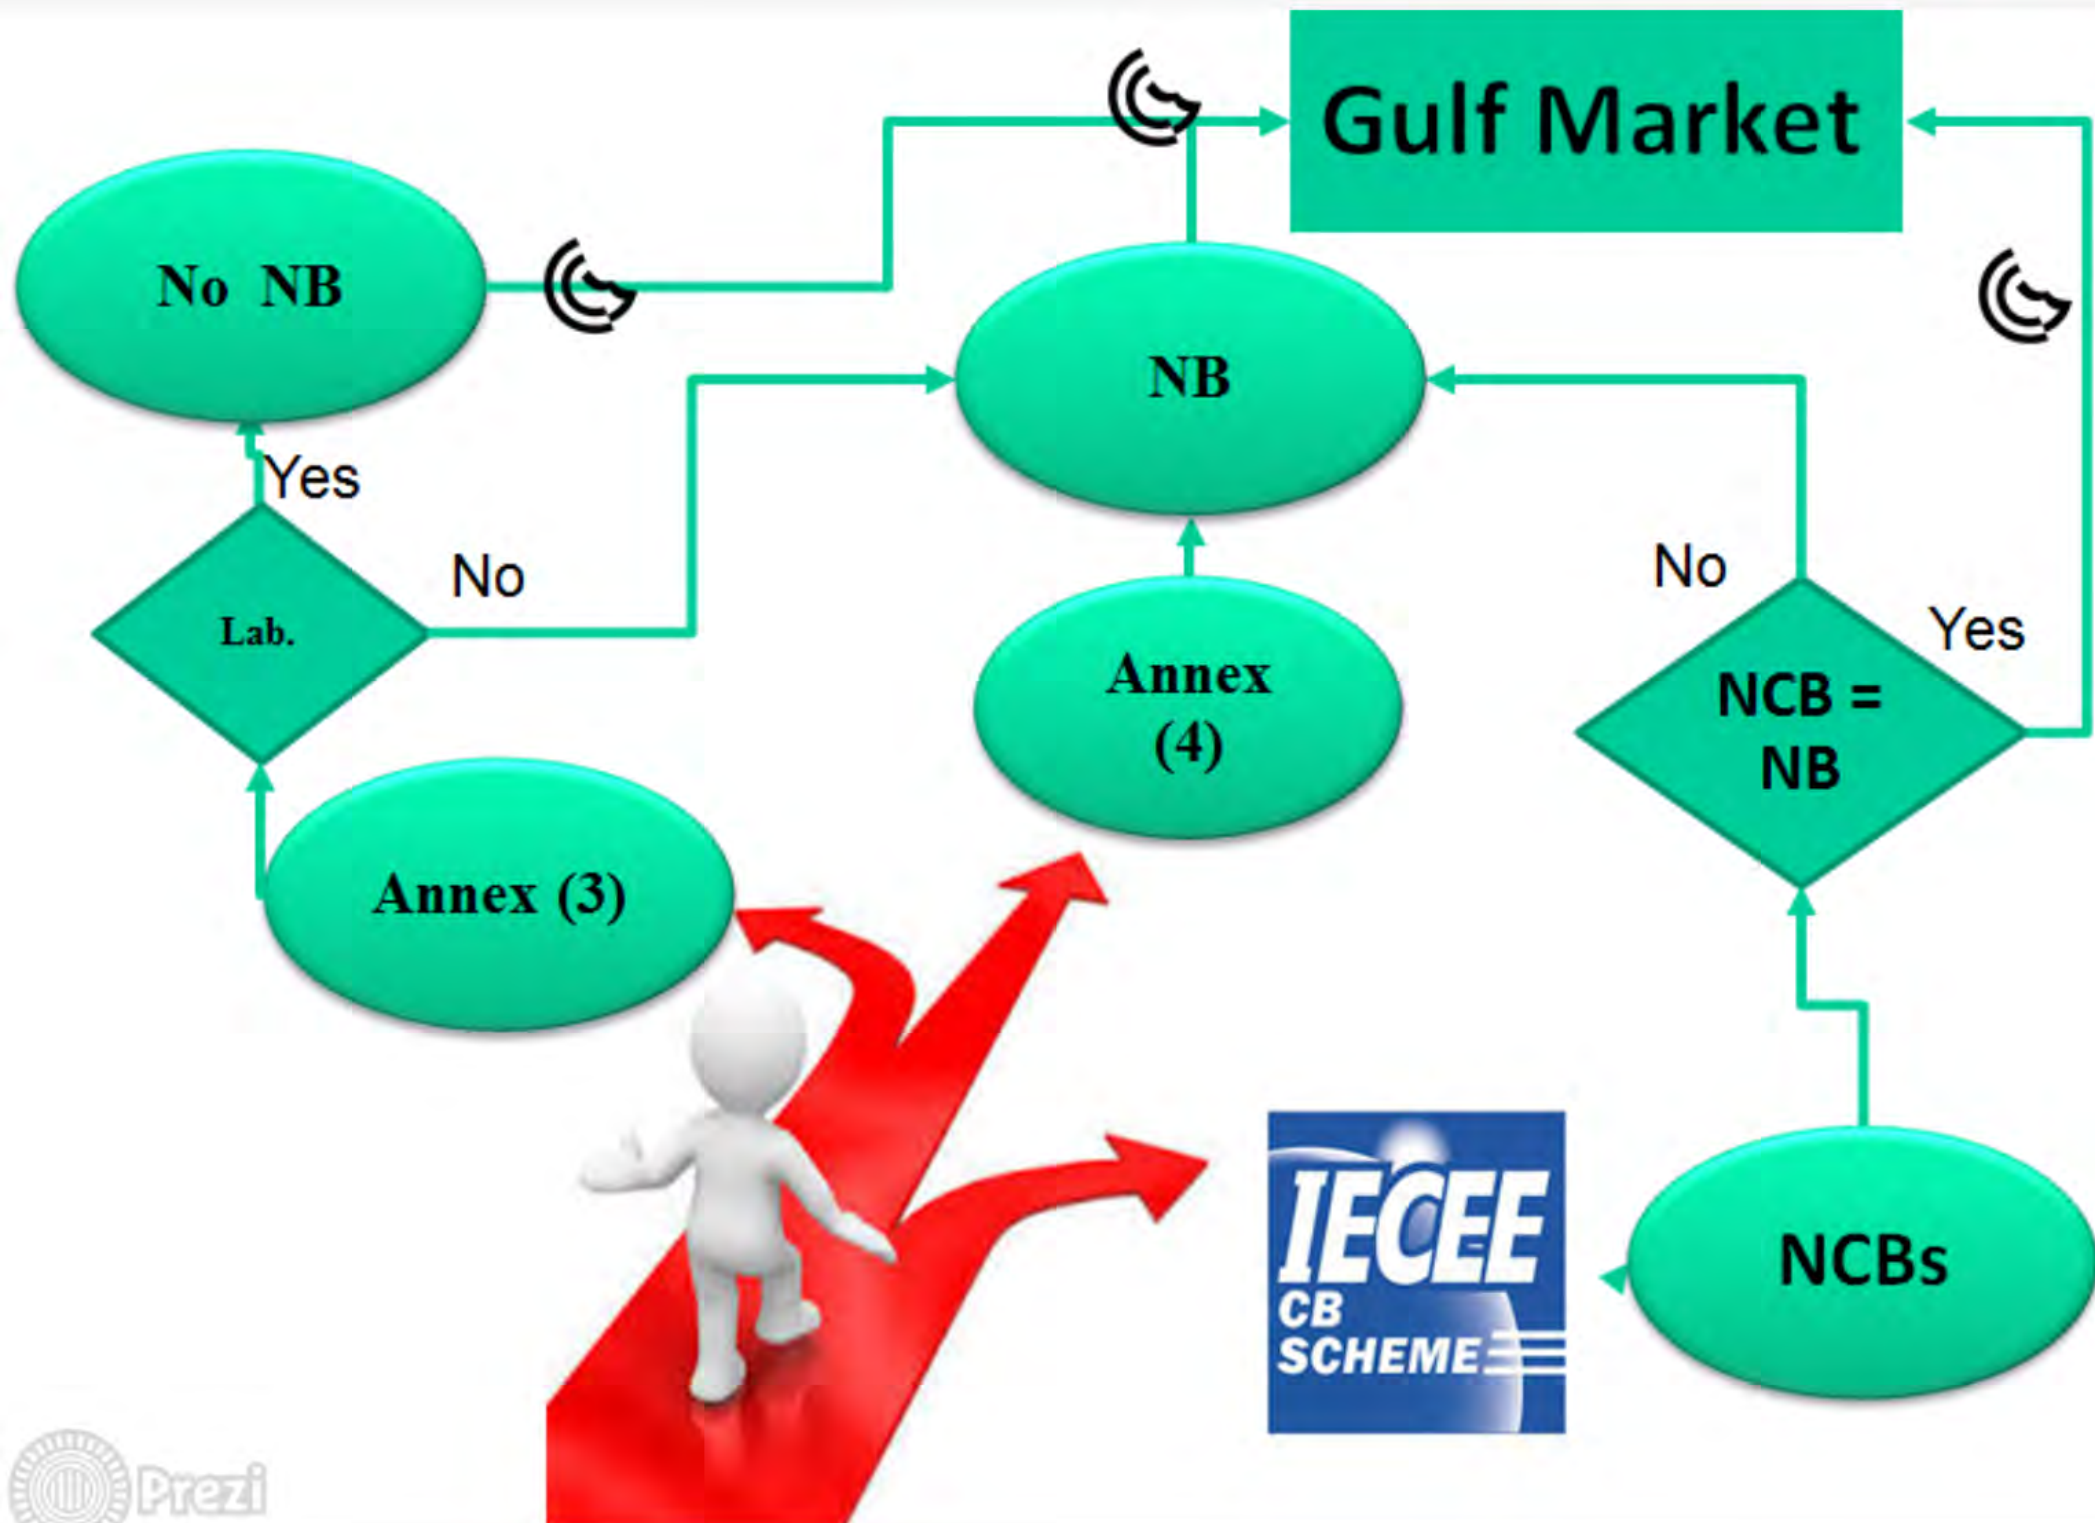 Gulf Market
No NB
NB
Yes
No
Lab.
Annex
(4)
No
Yes
NCB =
NB
Annex (3)
IECEE
CB
SCHEME
NCBs
Prezi